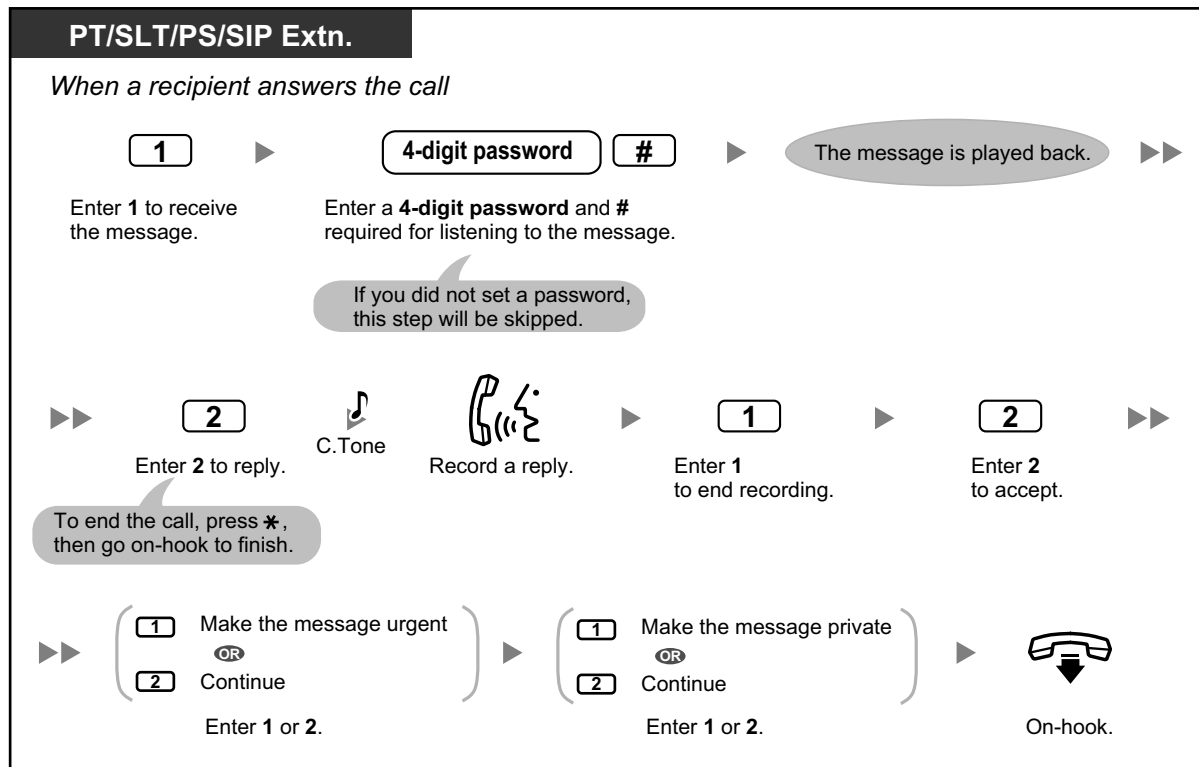 PT/SLT/PS/SIP Extn.
When a recipient answers the call
1
4-digit password
#
The message is played back.
Enter 1 to receive
the message.
Enter a 4-digit password and #
required for listening to the message.
If you did not set a password,
this step will be skipped.
2
C.Tone
1
2
Enter 2 to reply.
Record a reply.
Enter 1
to end recording.
Enter 2
to accept.
To end the call, press *,
then go on-hook to finish.
1 Make the message urgent
OR
2 Continue
Enter 1 or 2.
1 Make the message private
OR
2 Continue
Enter 1 or 2.
On-hook.